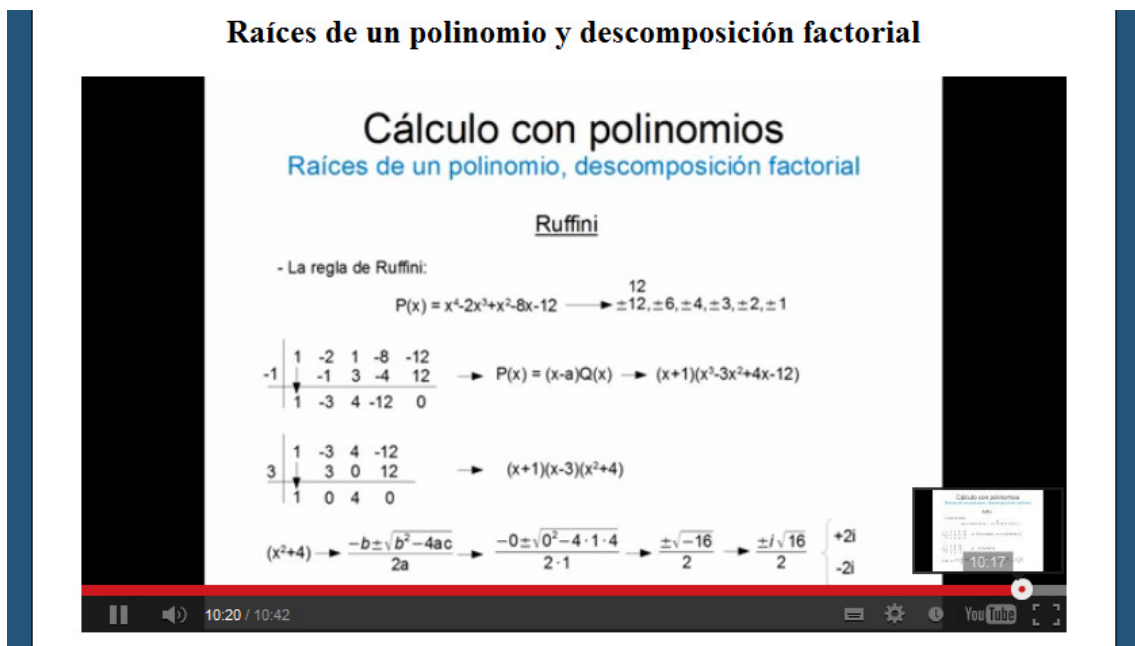 Raíces de un polinomio y descomposición factorial
Cálculo con polinomios
Raíces de un polinomio, descomposición factorial
Ruffini
- La regla de Ruffini:
12
P(x) = x⁴-2x³+x²-8x-12 → ±12,±6,±4,±3,±2,±1
1 -2 1 -8 -12
-1 -1 3 -4 12 → P(x) = (x-a)Q(x) → (x+1)(x³-3x²+4x-12)
1 -3 4 -12 0
1 -3 4 -12
3 3 0 12 → (x+1)(x-3)(x²+4)
1 0 4 0
(x²+4) → (-b±√(b²-4ac))/2a → (-0±√(0²-4·1·4))/(2·1) → ±√-16/2 → ±i√16/2 { +2i
-2i
Cálculo con polinomios
10:17
10:20 / 10:42
YouTube